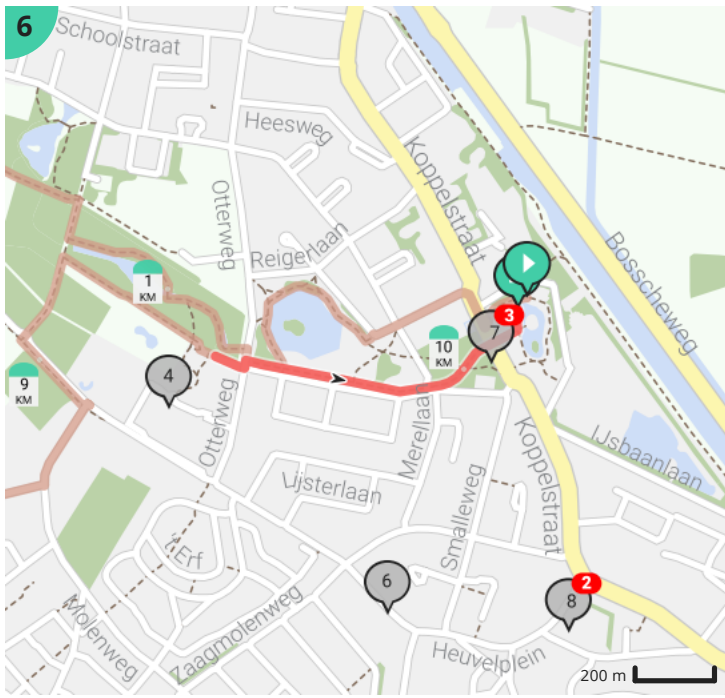 6
Schoolstraat
Heesweg
Koppelstraat
Otterweg
Reigerlaan
Bosscheweg
1
KM
3
7
10
KM
4
9
KM
Otterweg
Merellaan
Koppelstraat
IJsbaanlaan
Lijsterlaan
Smalleweg
't Erf
6
2
8
Molenweg
Zaagmolenweg
Heuvelplein
200 m